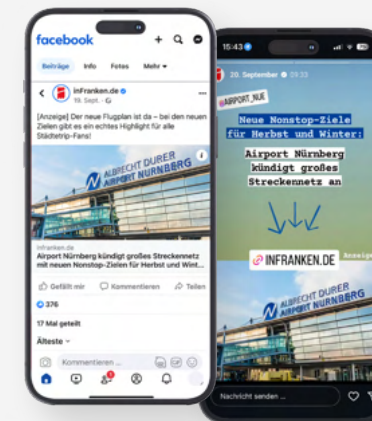 facebook
Beiträge Info Fotos Mehr
inFranken.de
19. Sept.
[Anzeige] Der neue Flugplan ist da – bei den neuen
Zielen gibt es ein echtes Highlight für alle
Städtetrip-Fans!
ALBRECHT DÜRER
AIRPORT NÜRNBERG
infranken.de
Airport Nürnberg kündigt großes Streckennetz
mit neuen Nonstop-Zielen für Herbst und Wint...
Gefällt mir Kommentieren Teilen
376
17 Mal geteilt
Älteste
Kommentieren ...
GIF
15:43
20. September 09:33
@AIRPORT_NUE
Neue Nonstop-Ziele
für Herbst und Winter:
Airport Nürnberg
kündigt großes
Streckennetz an
INFRANKEN.DE
Anzeige
ALBRECHT DÜRER
AIRPORT NÜRNBERG
Nachricht senden ...